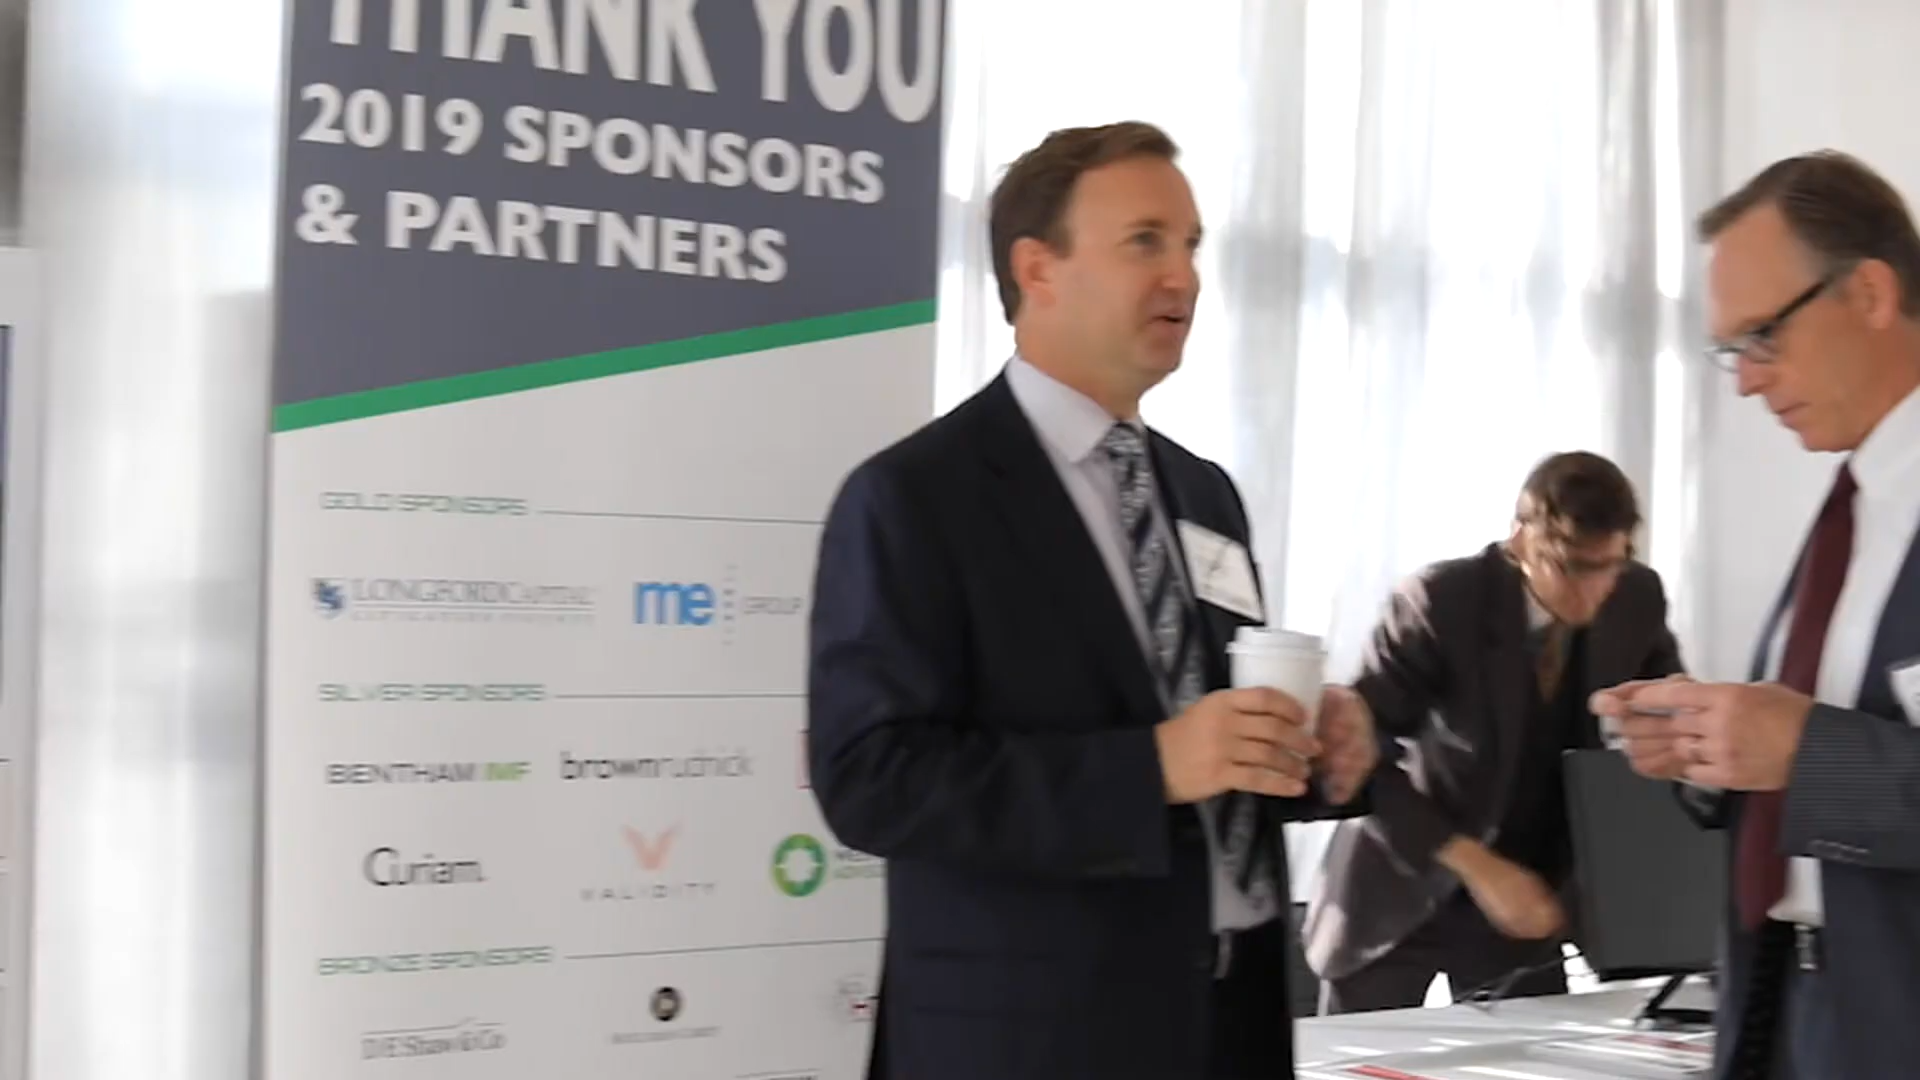 THANK YOU
2019 SPONSORS
& PARTNERS
GOLD SPONSORS
LONGFORD CAPITAL
me GROUP
SILVER SPONSORS
BENTHAM IMF
brownrudnick
Curiam
VALIDITY
BRONZE SPONSORS
DE Shaw & Co